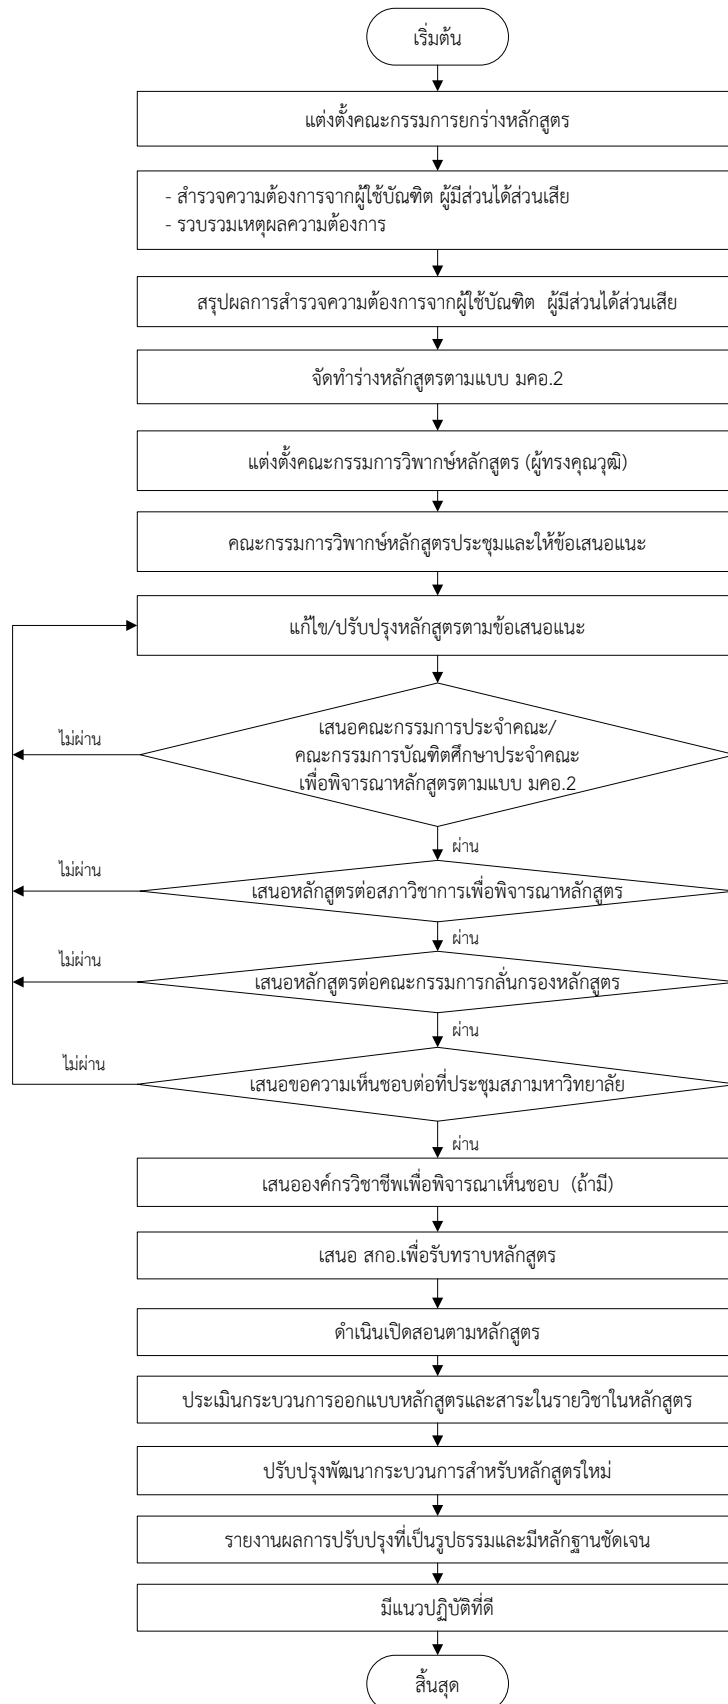 เริ่มต้น
แต่งตั้งคณะกรรมการยกร่างหลักสูตร
- สำรวจความต้องการจากผู้ใช้บัณฑิต ผู้มีส่วนได้ส่วนเสีย
- รวบรวมเหตุผลความต้องการ
สรุปผลการสำรวจความต้องการจากผู้ใช้บัณฑิต ผู้มีส่วนได้ส่วนเสีย
จัดทำร่างหลักสูตรตามแบบ มคอ.2
แต่งตั้งคณะกรรมการวิพากษ์หลักสูตร (ผู้ทรงคุณวุฒิ)
คณะกรรมการวิพากษ์หลักสูตรประชุมและให้ข้อเสนอแนะ
แก้ไข/ปรับปรุงหลักสูตรตามข้อเสนอแนะ
เสนอคณะกรรมการประจำคณะ/
คณะกรรมการบัณฑิตศึกษาประจำคณะ
เพื่อพิจารณาหลักสูตรตามแบบ มคอ.2
ไม่ผ่าน
ผ่าน
เสนอหลักสูตรต่อสภาวิชาการเพื่อพิจารณาหลักสูตร
ไม่ผ่าน
ผ่าน
เสนอหลักสูตรต่อคณะกรรมการกลั่นกรองหลักสูตร
ไม่ผ่าน
ผ่าน
เสนอขอความเห็นชอบต่อที่ประชุมสภามหาวิทยาลัย
ไม่ผ่าน
ผ่าน
เสนอองค์กรวิชาชีพเพื่อพิจารณาเห็นชอบ (ถ้ามี)
เสนอ สกอ.เพื่อรับทราบหลักสูตร
ดำเนินเปิดสอนตามหลักสูตร
ประเมินกระบวนการออกแบบหลักสูตรและสาระในรายวิชาในหลักสูตร
ปรับปรุงพัฒนากระบวนการสำหรับหลักสูตรใหม่
รายงานผลการปรับปรุงที่เป็นรูปธรรมและมีหลักฐานชัดเจน
มีแนวปฏิบัติที่ดี
สิ้นสุด